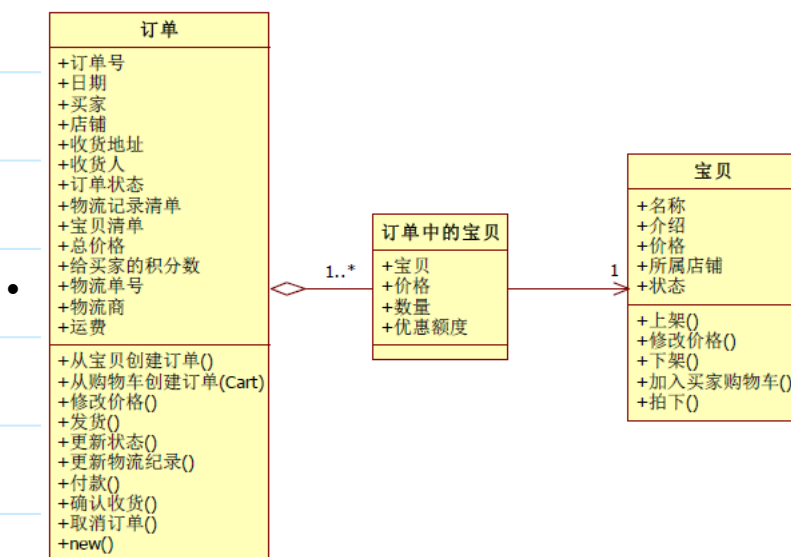 订单
+订单号
+日期
+买家
+店铺
+收货地址
+收货人
+订单状态
+物流记录清单
+宝贝清单
+总价格
+给买家的积分数
+物流单号
+物流商
+运费
+从宝贝创建订单()
+从购物车创建订单(Cart)
+修改价格()
+发货()
+更新状态()
+更新物流纪录()
+付款()
+确认收货()
+取消订单()
+new()
1..*
订单中的宝贝
+宝贝
+价格
+数量
+优惠额度
1
宝贝
+名称
+介绍
+价格
+所属店铺
+状态
+上架()
+修改价格()
+下架()
+加入买家购物车()
+拍下()